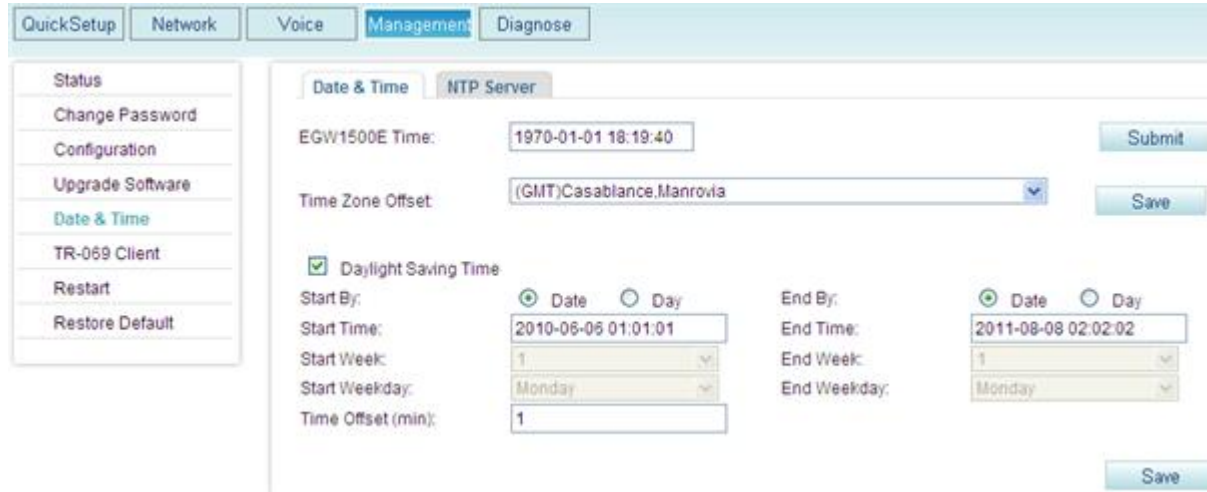 QuickSetup Network Voice Management Diagnose
Status
Change Password
Configuration
Upgrade Software
Date & Time
TR-069 Client
Restart
Restore Default
Date & Time NTP Server
EGW1500E Time: 1970-01-01 18:19:40 Submit
Time Zone Offset: (GMT)Casablance,Manrovia Save
Daylight Saving Time
Start By: Date Day End By: Date Day
Start Time: 2010-06-06 01:01:01 End Time: 2011-08-08 02:02:02
Start Week: 1 End Week: 1
Start Weekday: Monday End Weekday: Monday
Time Offset (min): 1
Save